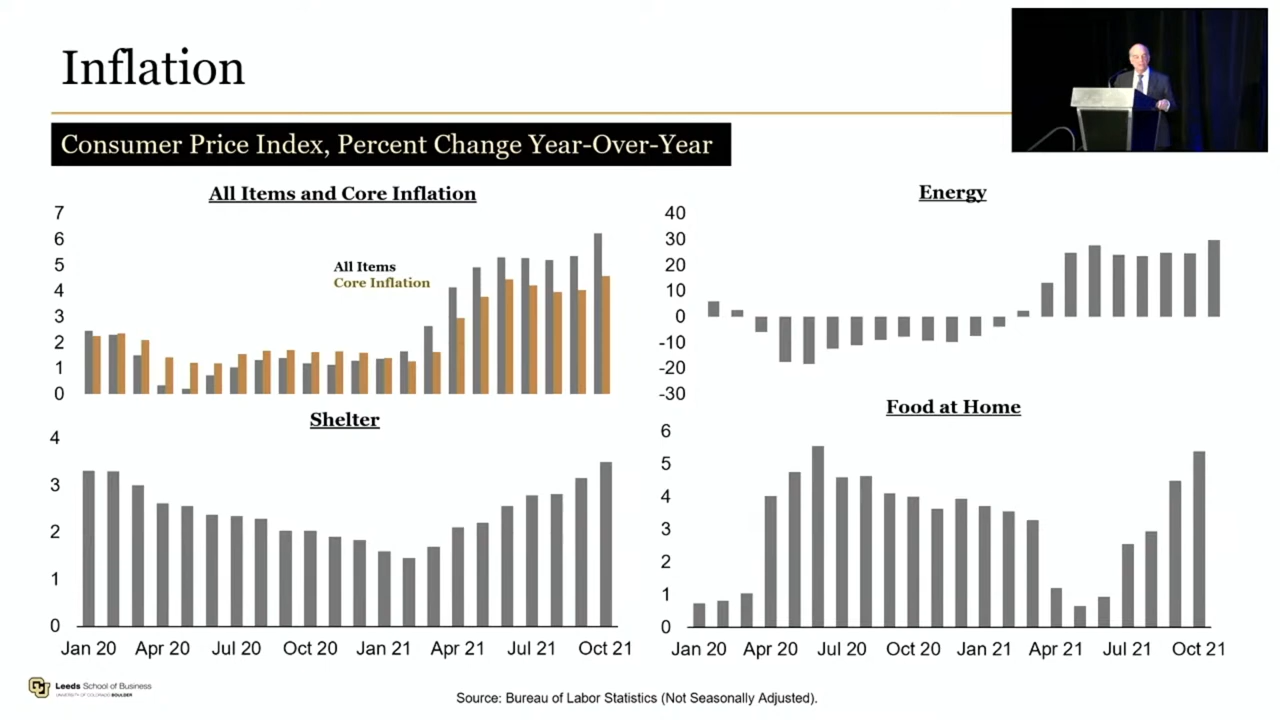 Inflation
Consumer Price Index, Percent Change Year-Over-Year
All Items and Core Inflation
7
6
5
4
3
2
1
0
All Items
Core Inflation
Energy
40
30
20
10
0
-10
-20
-30
Shelter
4
3
2
1
0
Jan 20 Apr 20 Jul 20 Oct 20 Jan 21 Apr 21 Jul 21 Oct 21
Food at Home
6
5
4
3
2
1
0
Jan 20 Apr 20 Jul 20 Oct 20 Jan 21 Apr 21 Jul 21 Oct 21
Leeds School of Business
UNIVERSITY OF COLORADO BOULDER
Source: Bureau of Labor Statistics (Not Seasonally Adjusted).